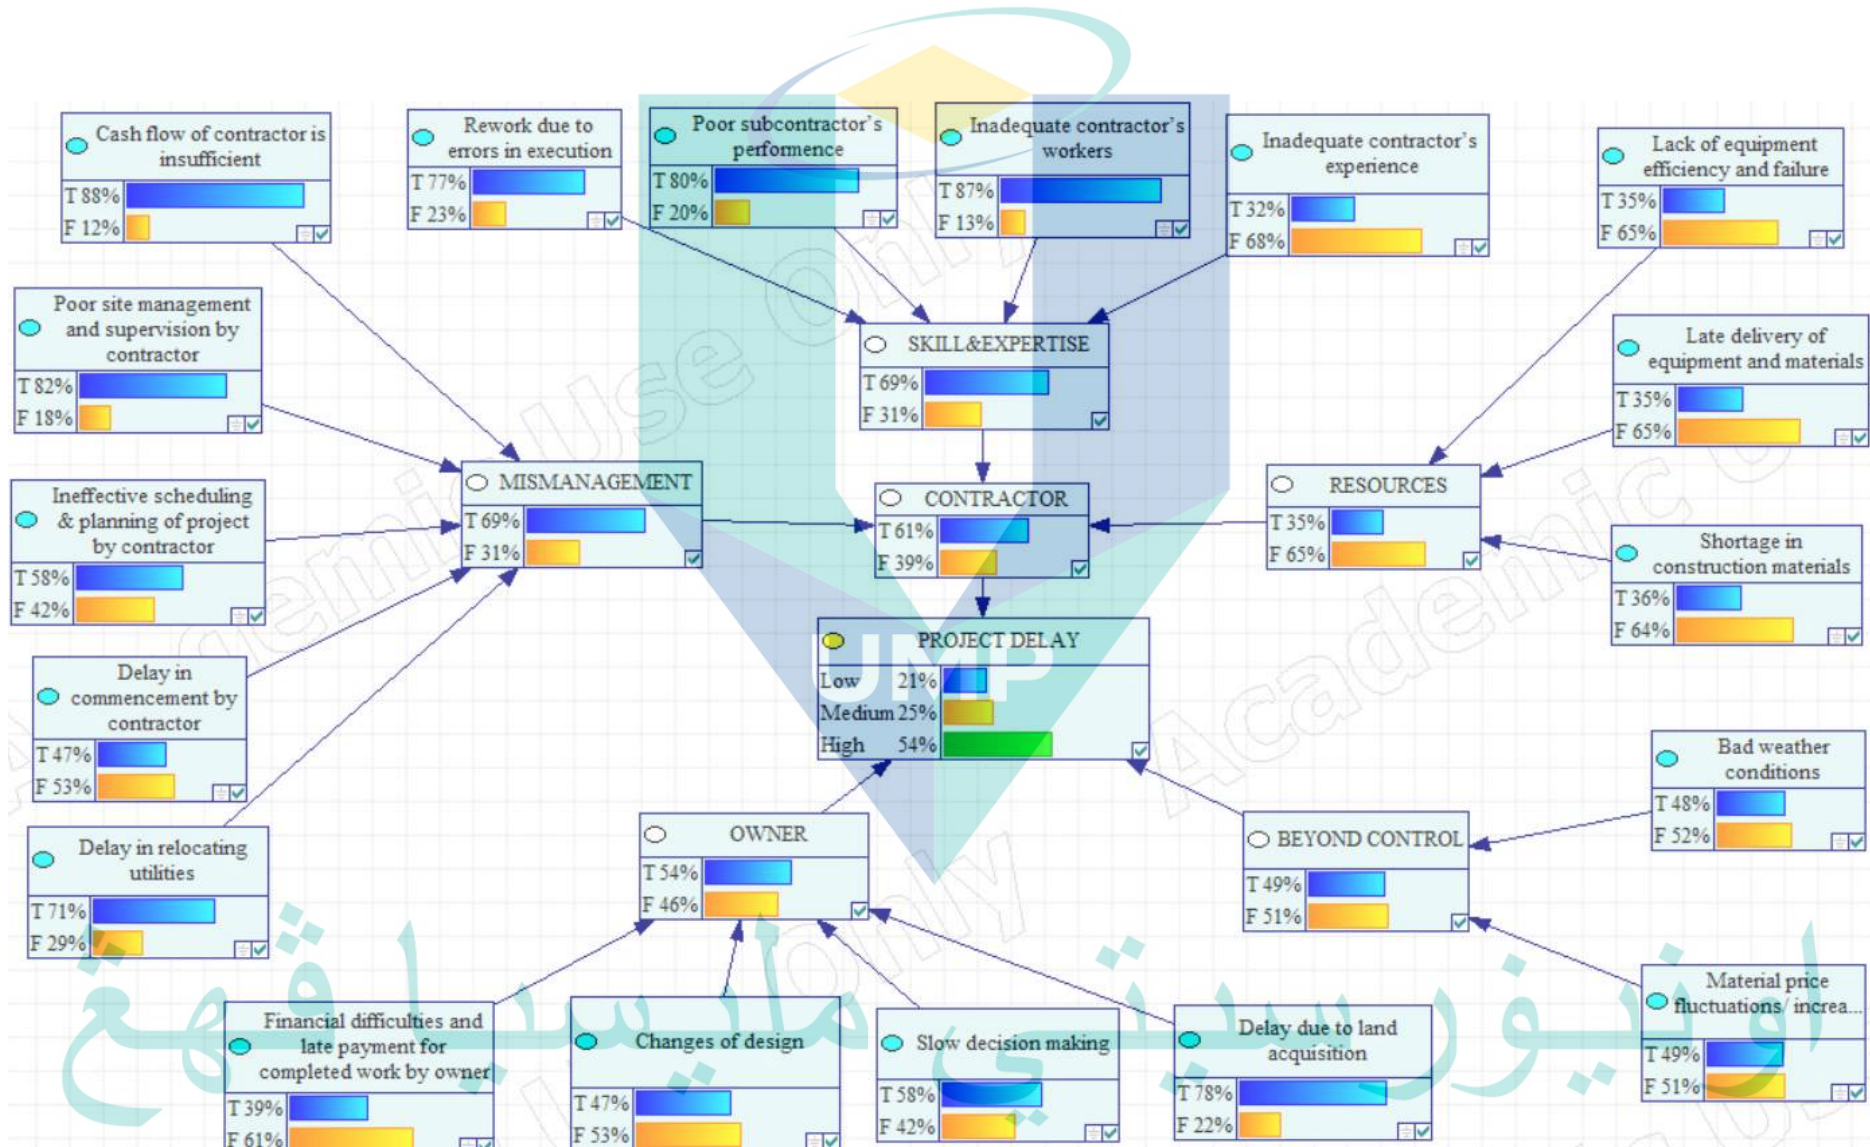 Cash flow of contractor is
insufficient
T 88%
F 12%
Rework due to
errors in execution
T 77%
F 23%
Poor subcontractor’s
performence
T 80%
F 20%
Inadequate contractor’s
workers
T 87%
F 13%
Inadequate contractor’s
experience
T 32%
F 68%
Lack of equipment
efficiency and failure
T 35%
F 65%
Poor site management
and supervision by
contractor
T 82%
F 18%
SKILL&EXPERTISE
T 69%
F 31%
Late delivery of
equipment and materials
T 35%
F 65%
Ineffective scheduling
& planning of project
by contractor
T 58%
F 42%
MISMANAGEMENT
T 69%
F 31%
CONTRACTOR
T 61%
F 39%
RESOURCES
T 35%
F 65%
Shortage in
construction materials
T 36%
F 64%
Delay in
commencement by
contractor
T 47%
F 53%
PROJECT DELAY
Low 21%
Medium 25%
High 54%
UMP
Bad weather
conditions
T 48%
F 52%
Delay in relocating
utilities
T 71%
F 29%
OWNER
T 54%
F 46%
BEYOND CONTROL
T 49%
F 51%
Financial difficulties and
late payment for
completed work by owner
T 39%
F 61%
Changes of design
T 47%
F 53%
Slow decision making
T 58%
F 42%
Delay due to land
acquisition
T 78%
F 22%
Material price
fluctuations/ increa...
T 49%
F 51%
Academic Use Only
اونيۏرسيتي مليسيا ڤهڠ